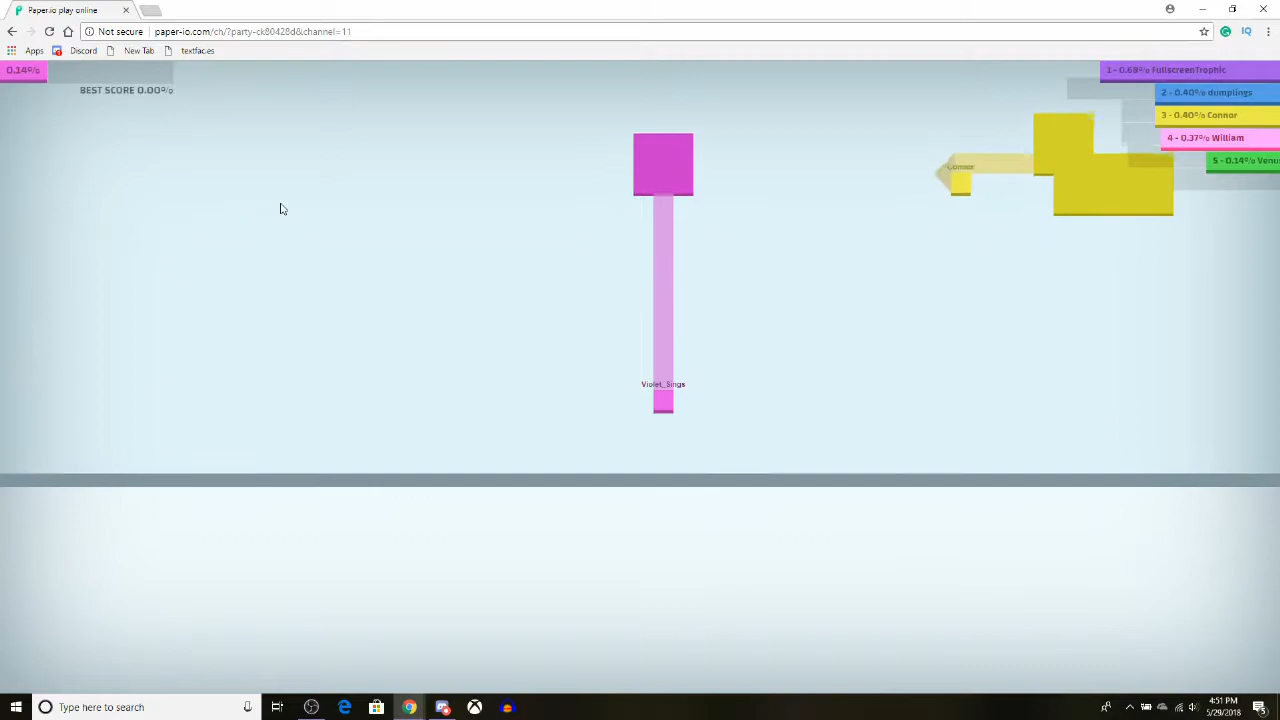 Paper.io play online
Not secure | paper-io.com/ch/?party-ck80428d&channel=11
Apps Discord New Tab textfaces
0.14%
BEST SCORE 0.00%
1 - 0.68% FullscreenTrophic
2 - 0.40% dumplings
3 - 0.40% Connor
4 - 0.37% William
5 - 0.14% Venu
Connor
Violet_Sings
Type here to search
4:51 PM
5/29/2018